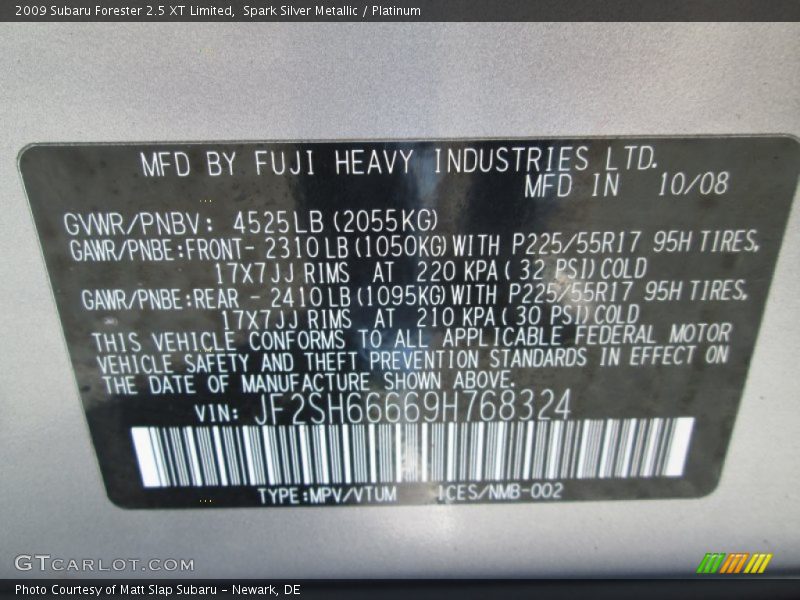 2009 Subaru Forester 2.5 XT Limited,  Spark Silver Metallic / Platinum
MFD BY FUJI HEAVY INDUSTRIES LTD.
MFD IN 10/08
GVWR/PNBV: 4525LB(2055KG)
GAWR/PNBE:FRONT- 2310LB(1050KG)WITH P225/55R17 95H TIRES,
17X7JJ RIMS AT 220 KPA( 32 PSI)COLD
GAWR/PNBE:REAR - 2410LB(1095KG)WITH P225/55R17 95H TIRES,
17X7JJ RIMS AT 210 KPA( 30 PSI)COLD
THIS VEHICLE CONFORMS TO ALL APPLICABLE FEDERAL MOTOR
VEHICLE SAFETY AND THEFT PREVENTION STANDARDS IN EFFECT ON
THE DATE OF MANUFACTURE SHOWN ABOVE.
VIN: JF2SH66669H768324
TYPE:MPV/VTUM ICES/NMB-002
GTCARLOT.COM
Photo Courtesy of Matt Slap Subaru - Newark, DE